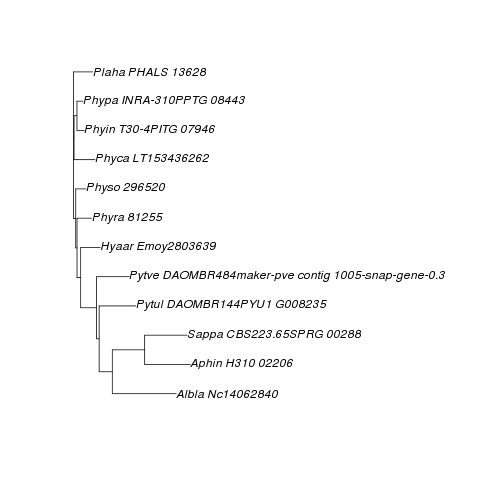 Plaha PHALS 13628
Phypa INRA-310PPTG 08443
Phyin T30-4PITG 07946
Phyca LT153436262
Physo 296520
Phyra 81255
Hyaar Emoy2803639
Pytve DAOMBR484maker-pve contig 1005-snap-gene-0.3
Pytul DAOMBR144PYU1 G008235
Sappa CBS223.65SPRG 00288
Aphin H310 02206
Albla Nc14062840